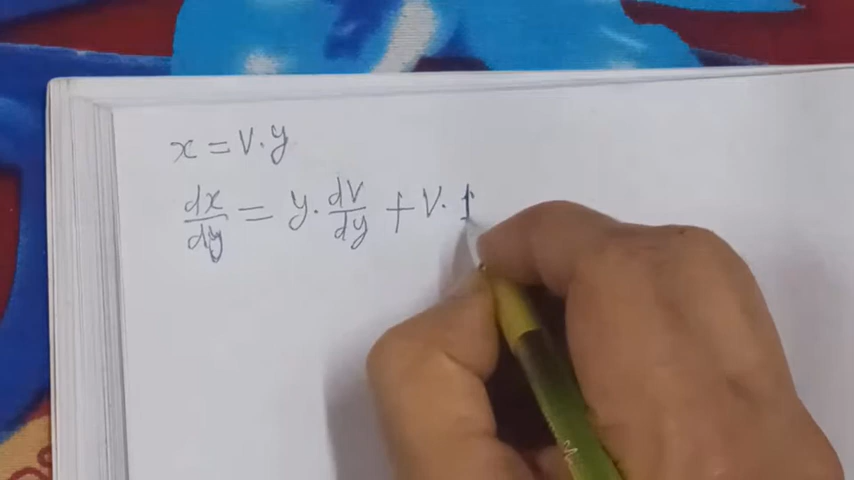 x = V.y
dx/dy = y. dV/dy + V. 1